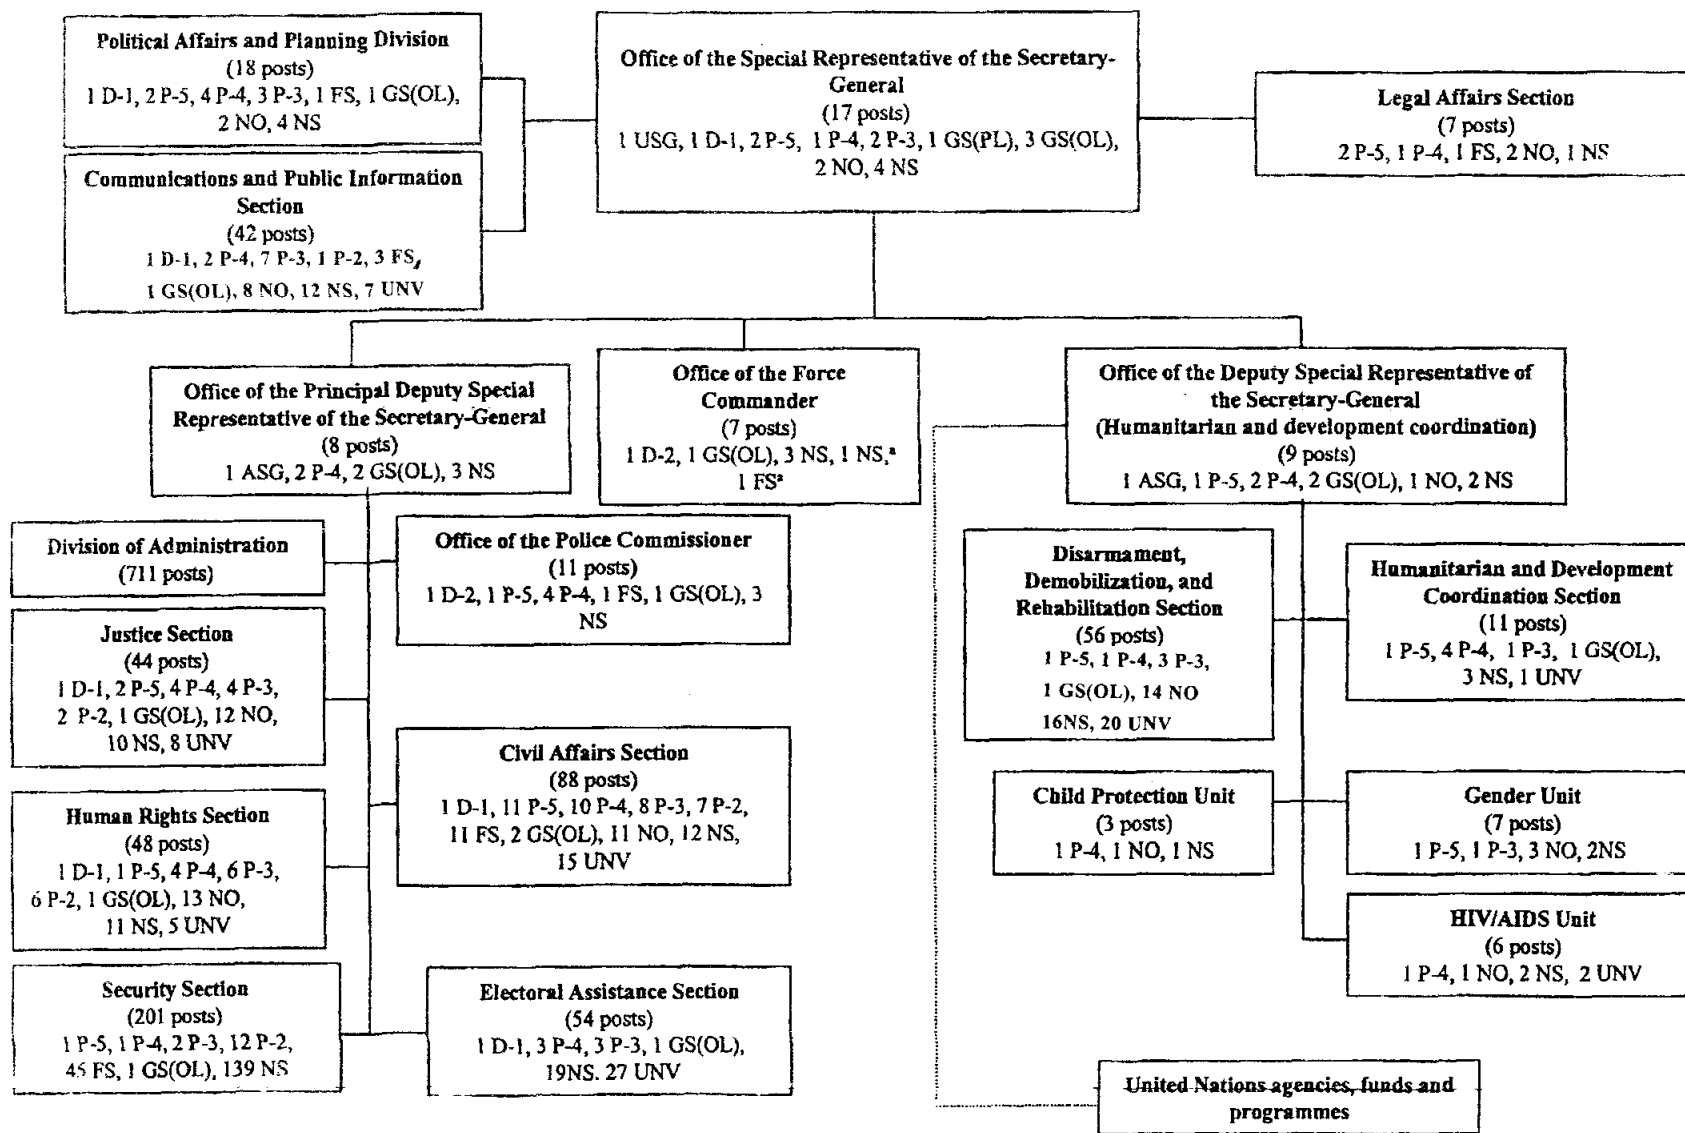 Political Affairs and Planning Division
(18 posts)
1 D-1, 2 P-5, 4 P-4, 3 P-3, 1 FS, 1 GS(OL),
2 NO, 4 NS
Communications and Public Information
Section
(42 posts)
1 D-1, 2 P-4, 7 P-3, 1 P-2, 3 FS,
1 GS(OL), 8 NO, 12 NS, 7 UNV
Office of the Special Representative of the Secretary-
General
(17 posts)
1 USG, 1 D-1, 2 P-5, 1 P-4, 2 P-3, 1 GS(PL), 3 GS(OL),
2 NO, 4 NS
Legal Affairs Section
(7 posts)
2 P-5, 1 P-4, 1 FS, 2 NO, 1 NS
Office of the Principal Deputy Special
Representative of the Secretary-General
(8 posts)
1 ASG, 2 P-4, 2 GS(OL), 3 NS
Office of the Force
Commander
(7 posts)
1 D-2, 1 GS(OL), 3 NS, 1 NS,ª
1 FSª
Office of the Deputy Special Representative of
the Secretary-General
(Humanitarian and development coordination)
(9 posts)
1 ASG, 1 P-5, 2 P-4, 2 GS(OL), 1 NO, 2 NS
Division of Administration
(711 posts)
Office of the Police Commissioner
(11 posts)
1 D-2, 1 P-5, 4 P-4, 1 FS, 1 GS(OL), 3
NS
Justice Section
(44 posts)
1 D-1, 2 P-5, 4 P-4, 4 P-3,
2 P-2, 1 GS(OL), 12 NO,
10 NS, 8 UNV
Civil Affairs Section
(88 posts)
1 D-1, 11 P-5, 10 P-4, 8 P-3, 7 P-2,
11 FS, 2 GS(OL), 11 NO, 12 NS,
15 UNV
Human Rights Section
(48 posts)
1 D-1, 1 P-5, 4 P-4, 6 P-3,
6 P-2, 1 GS(OL), 13 NO,
11 NS, 5 UNV
Security Section
(201 posts)
1 P-5, 1 P-4, 2 P-3, 12 P-2,
45 FS, 1 GS(OL), 139 NS
Electoral Assistance Section
(54 posts)
1 D-1, 3 P-4, 3 P-3, 1 GS(OL),
19NS. 27 UNV
Disarmament,
Demobilization, and
Rehabilitation Section
(56 posts)
1 P-5, 1 P-4, 3 P-3,
1 GS(OL), 14 NO
16NS, 20 UNV
Humanitarian and Development
Coordination Section
(11 posts)
1 P-5, 4 P-4, 1 P-3, 1 GS(OL),
3 NS, 1 UNV
Child Protection Unit
(3 posts)
1 P-4, 1 NO, 1 NS
Gender Unit
(7 posts)
1 P-5, 1 P-3, 3 NO, 2NS
HIV/AIDS Unit
(6 posts)
1 P-4, 1 NO, 2 NS, 2 UNV
United Nations agencies, funds and
programmes